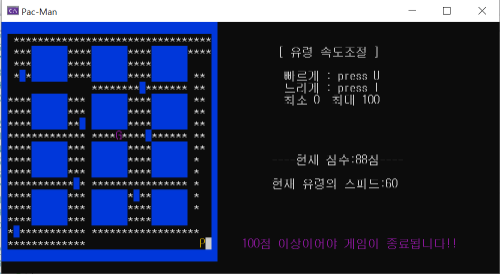 Pac-Man
[ 유령 속도조절 ]
빠르게 : press U
느리게 : press I
최소 0 최대 100
G
현재 점수:88점
현재 유령의 스피드:60
P
100점 이상이어야 게임이 종료됩니다!!